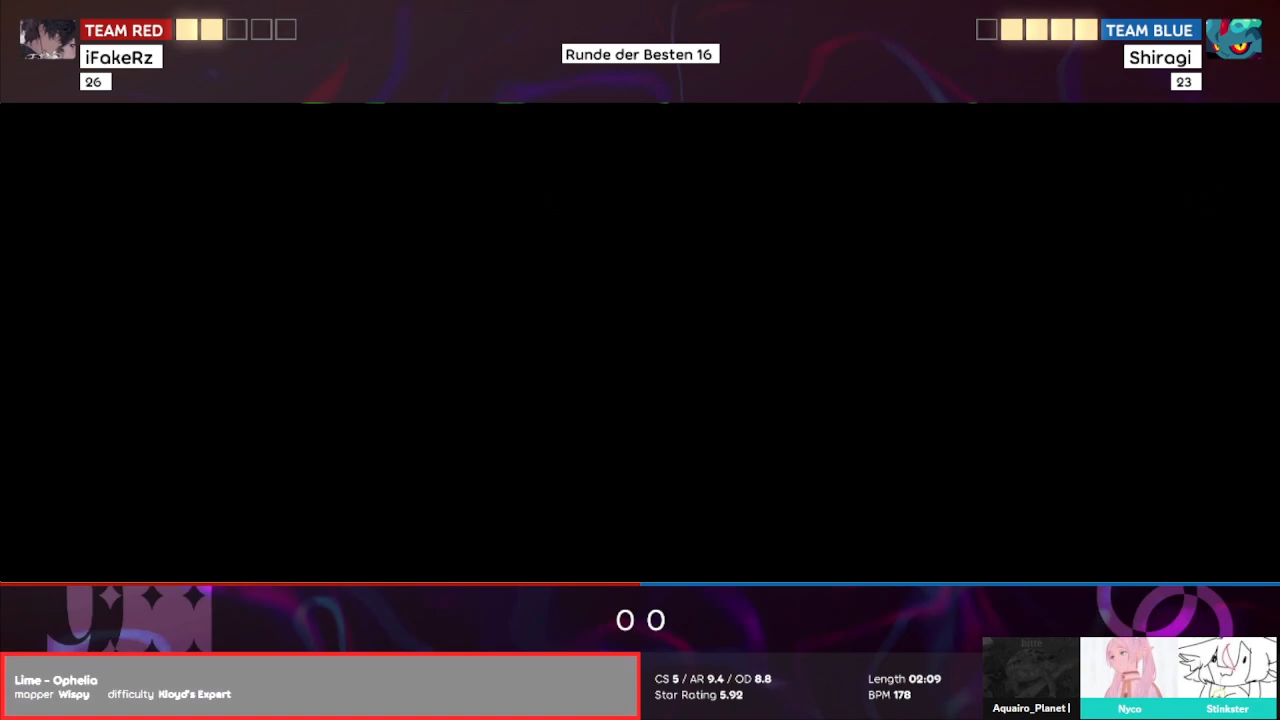 TEAM RED
iFakeRz
26
Runde der Besten 16
TEAM BLUE
Shiragi
23
0 0
Lime - Ophelia
mapper Wispy difficulty Kloyd's Expert
CS 5 / AR 9.4 / OD 8.8
Star Rating 5.92
Length 02:09
BPM 178
bitte
Aquairo_Planet |
Nyco
Stinkster